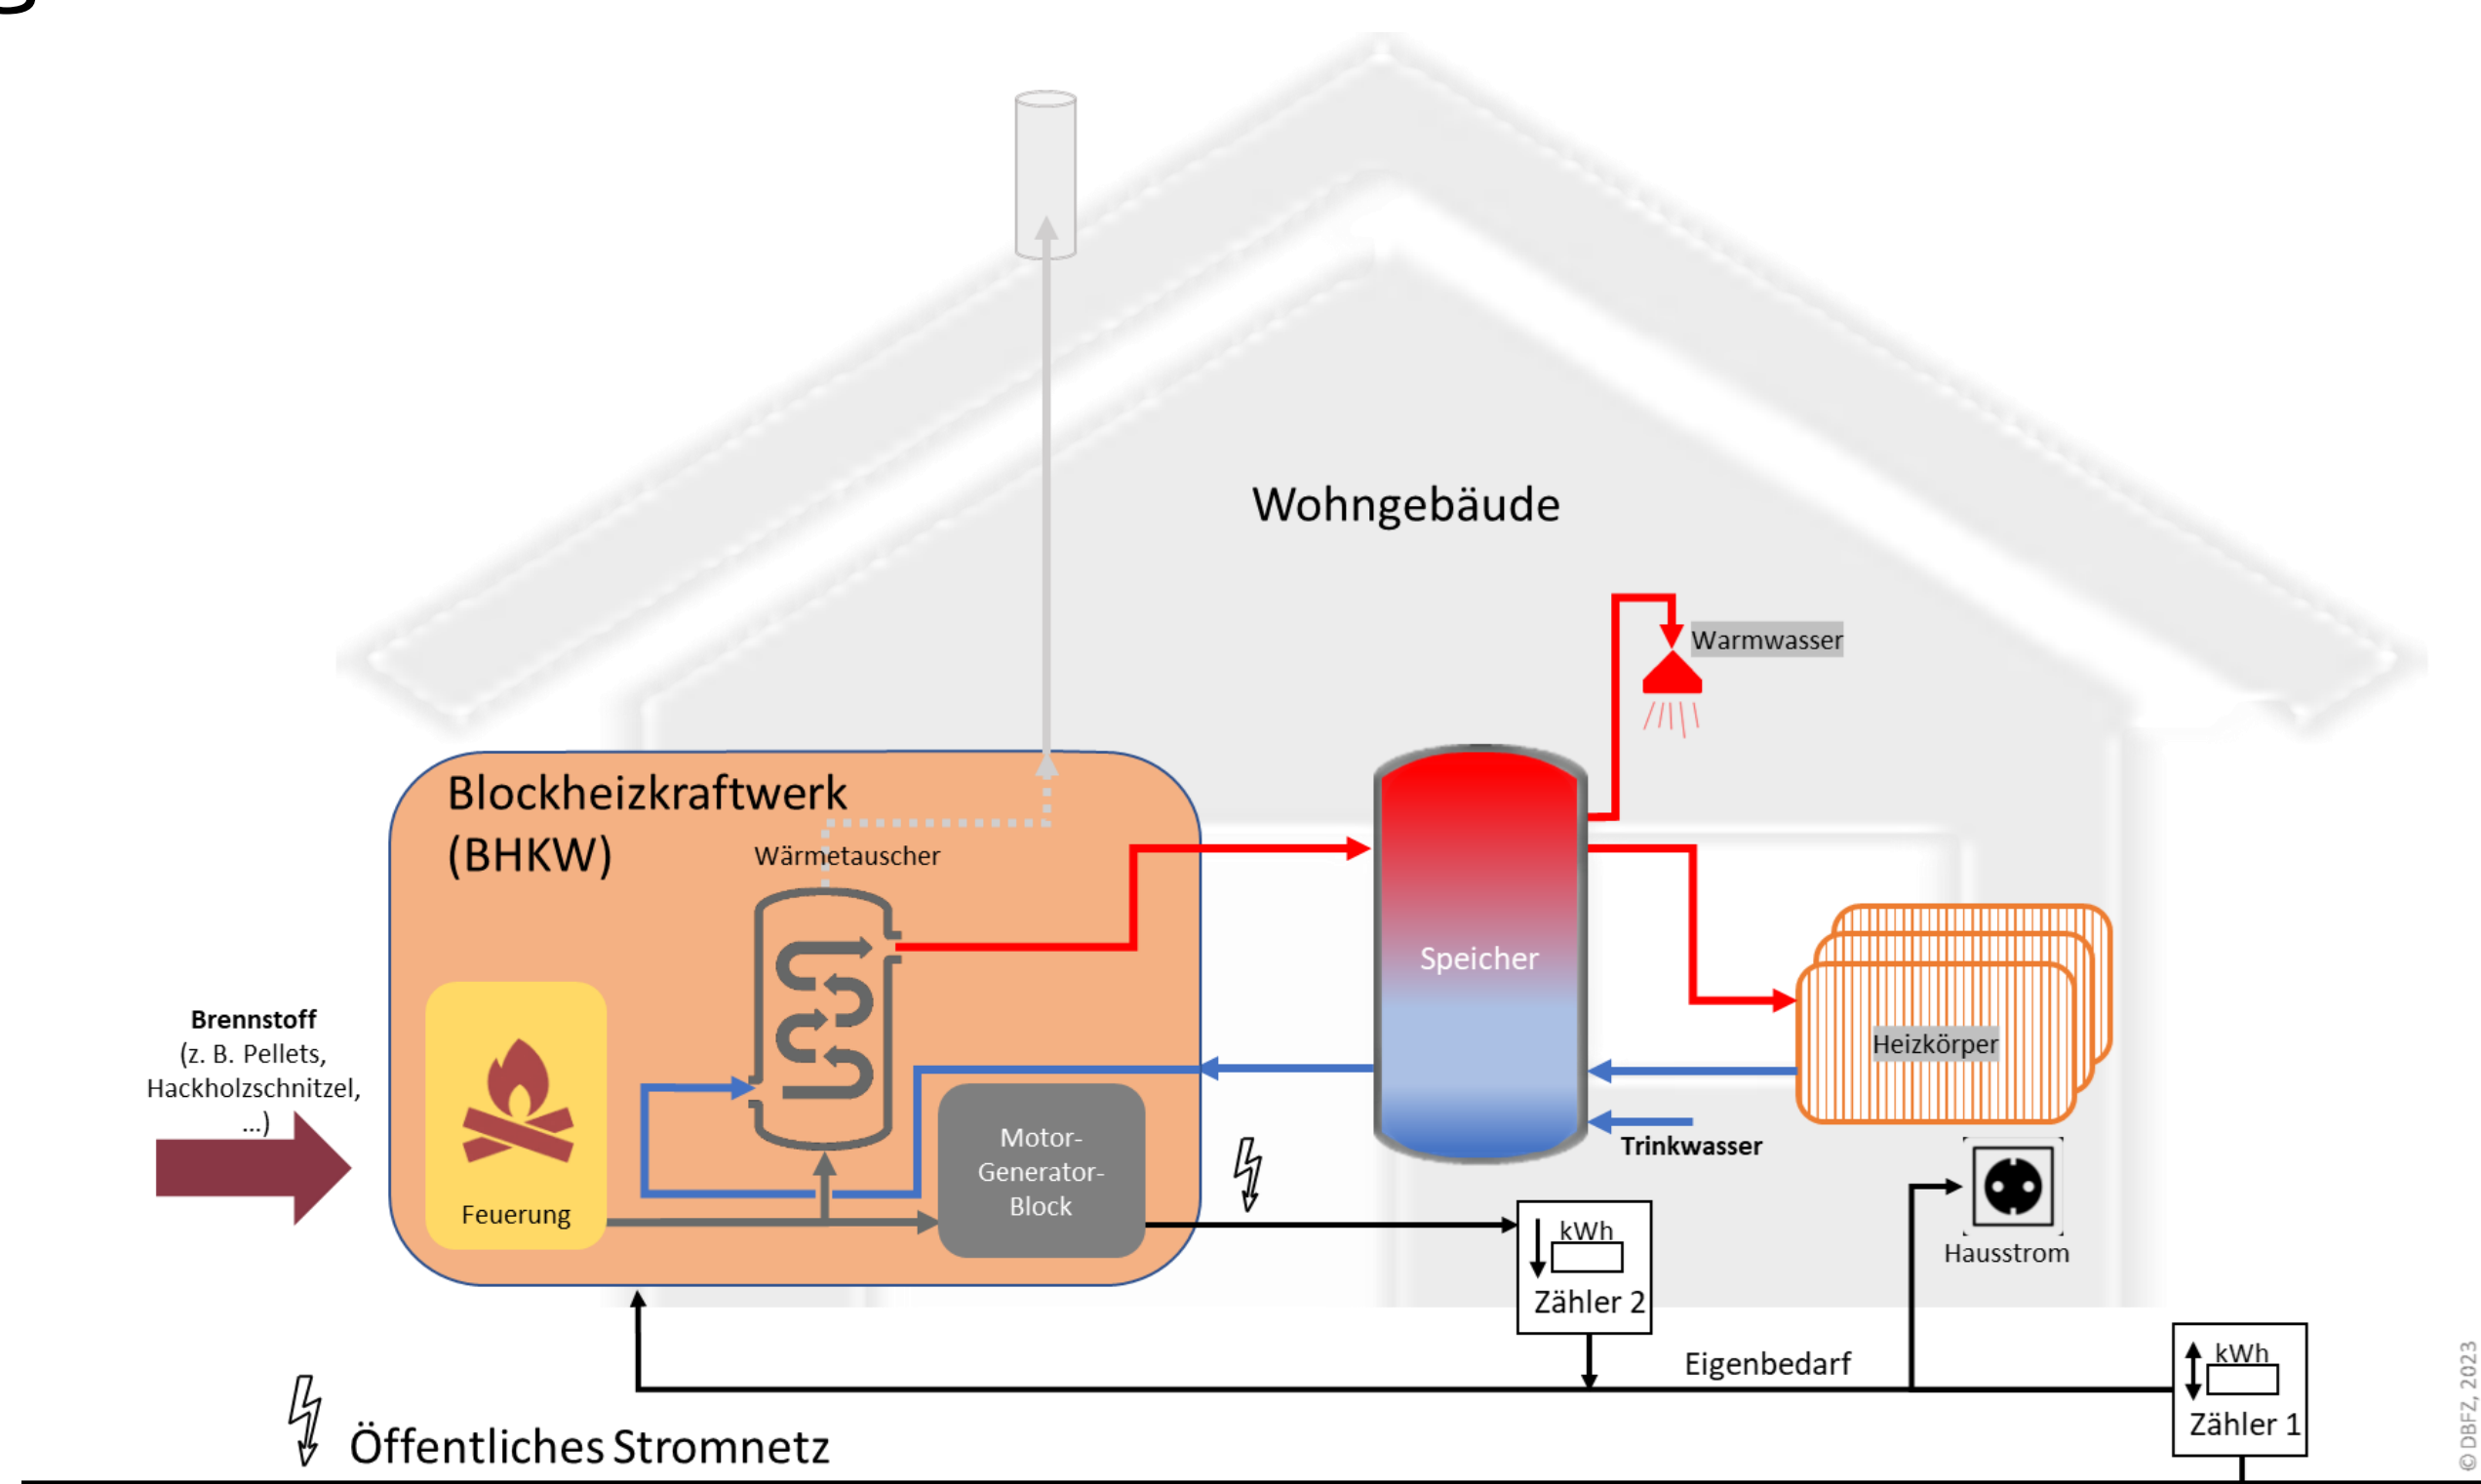 Wohngebäude
Warmwasser
Blockheizkraftwerk
(BHKW)
Wärmetauscher
Speicher
Brennstoff
(z. B. Pellets,
Hackholzschnitzel,
...)
Heizkörper
Motor-
Generator-
Block
Trinkwasser
Feuerung
kWh
Zähler 2
Hausstrom
Eigenbedarf
kWh
Zähler 1
Öffentliches Stromnetz
© DBFZ, 2023